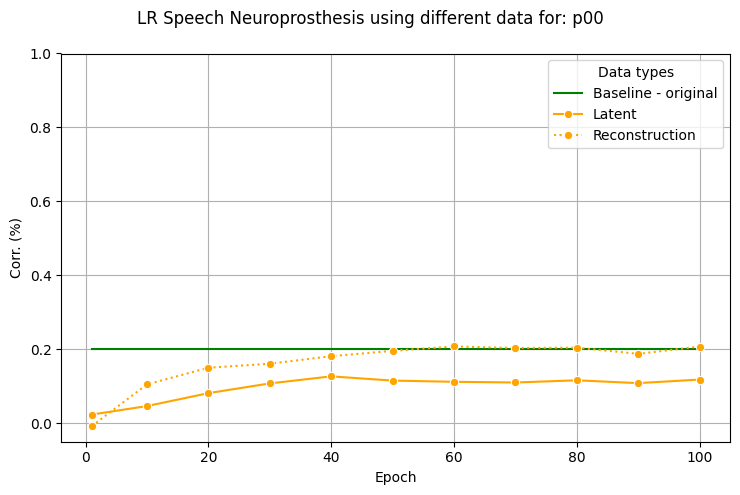 LR Speech Neuroprosthesis using different data for: p00
1.0
0.8
0.6
0.4
0.2
0.0
Corr. (%)
Data types
Baseline - original
Latent
Reconstruction
0 20 40 60 80 100
Epoch